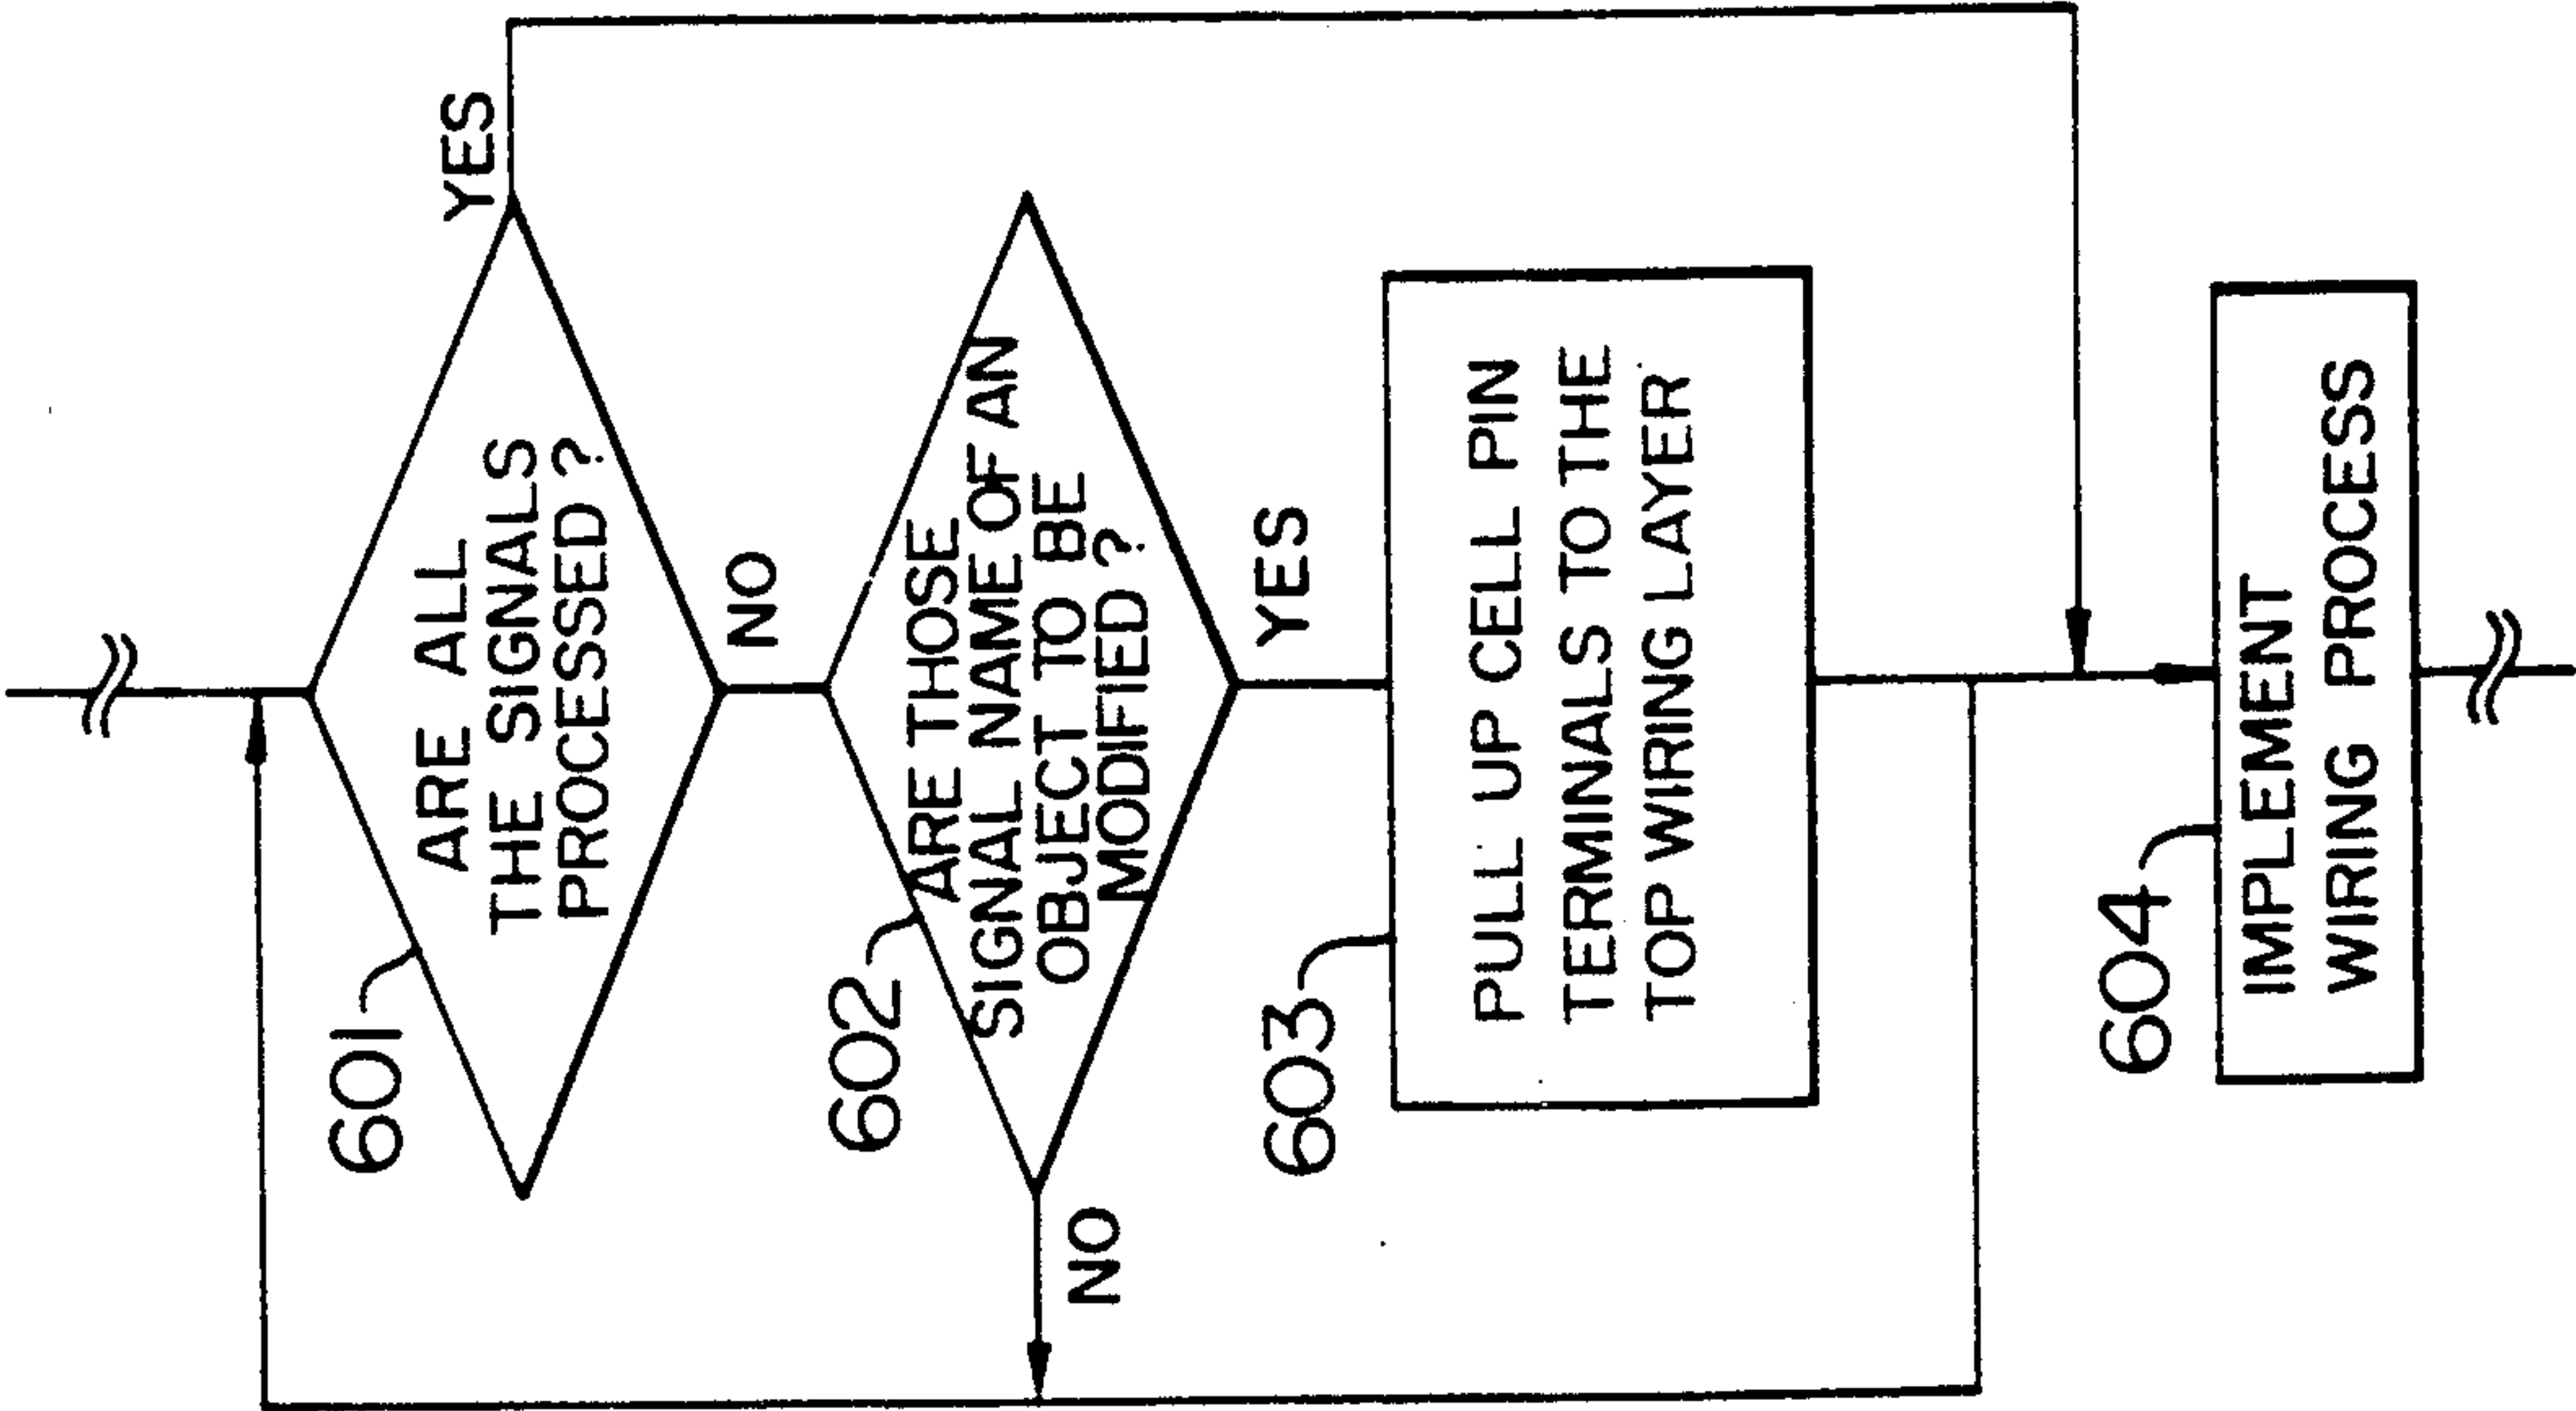 601
ARE ALL
THE SIGNALS
PROCESSED ?
YES
NO
602
ARE THOSE
SIGNAL NAME OF AN
OBJECT TO BE
MODIFIED ?
NO
YES
603
PULL UP CELL PIN
TERMINALS TO THE
TOP WIRING LAYER
604
IMPLEMENT
WIRING PROCESS